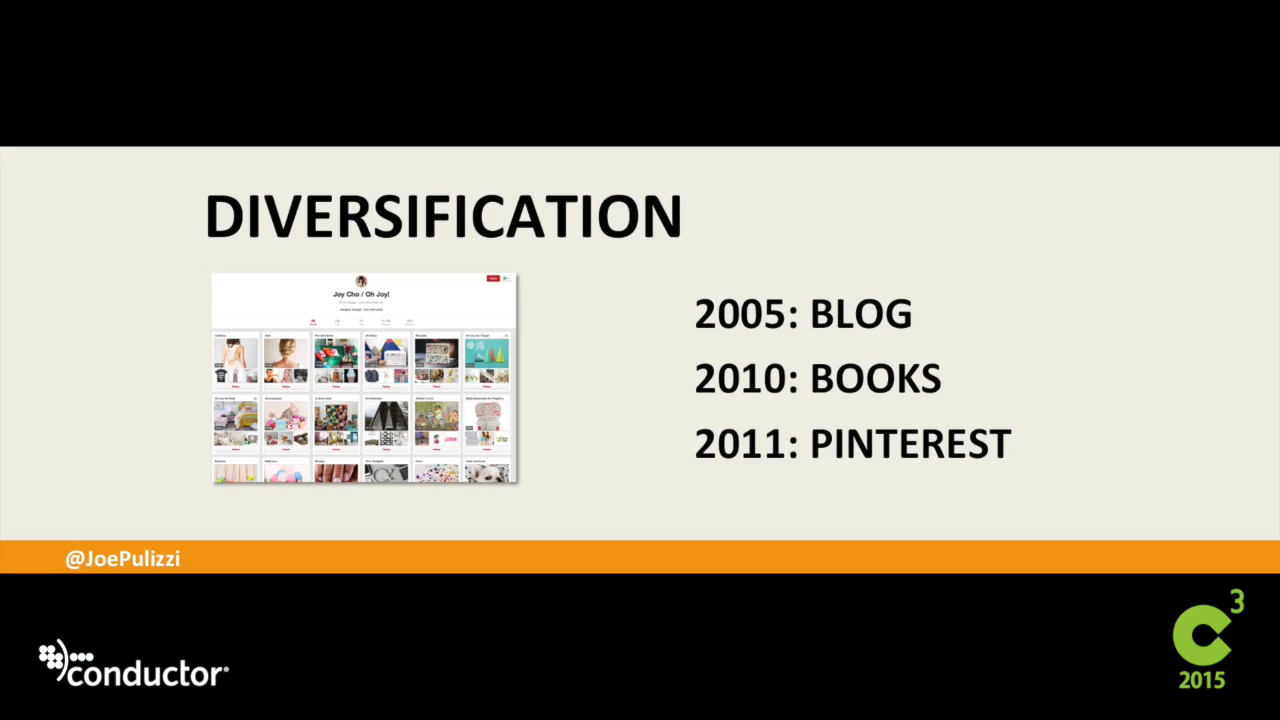 DIVERSIFICATION
Joy Cho / Oh Joy!
2005: BLOG
2010: BOOKS
2011: PINTEREST
@JoePulizzi
conductor
C3
2015